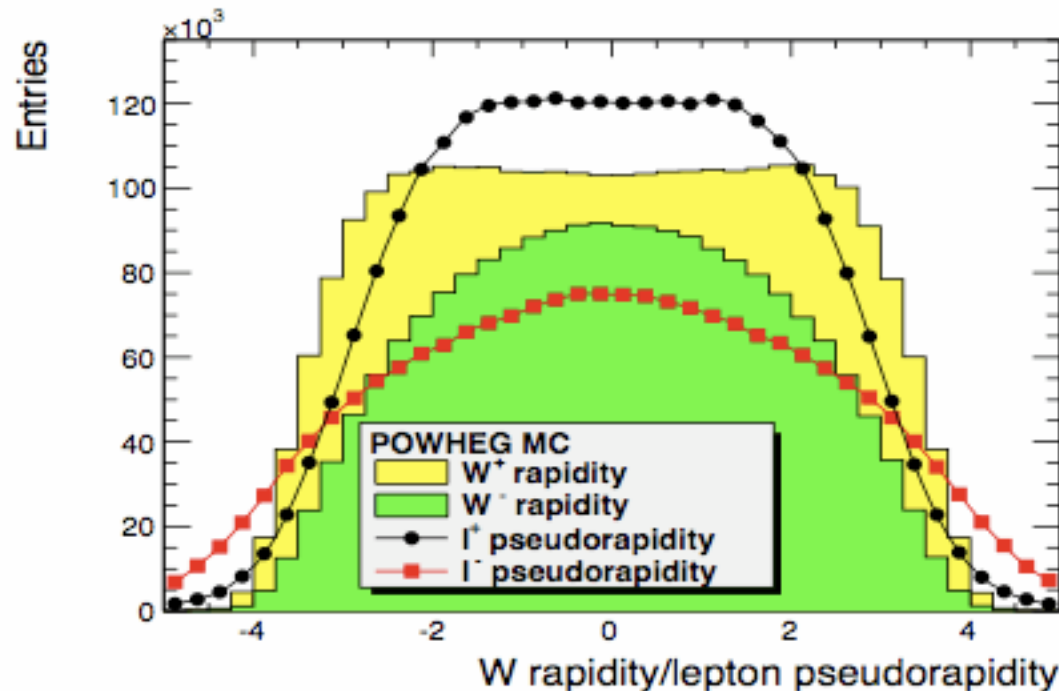 ×10³
Entries
120
100
80
60
40
20
0
POWHEG MC
W⁺ rapidity
W⁻ rapidity
l⁺ pseudorapidity
l⁻ pseudorapidity
-4 -2 0 2 4
W rapidity/lepton pseudorapidity